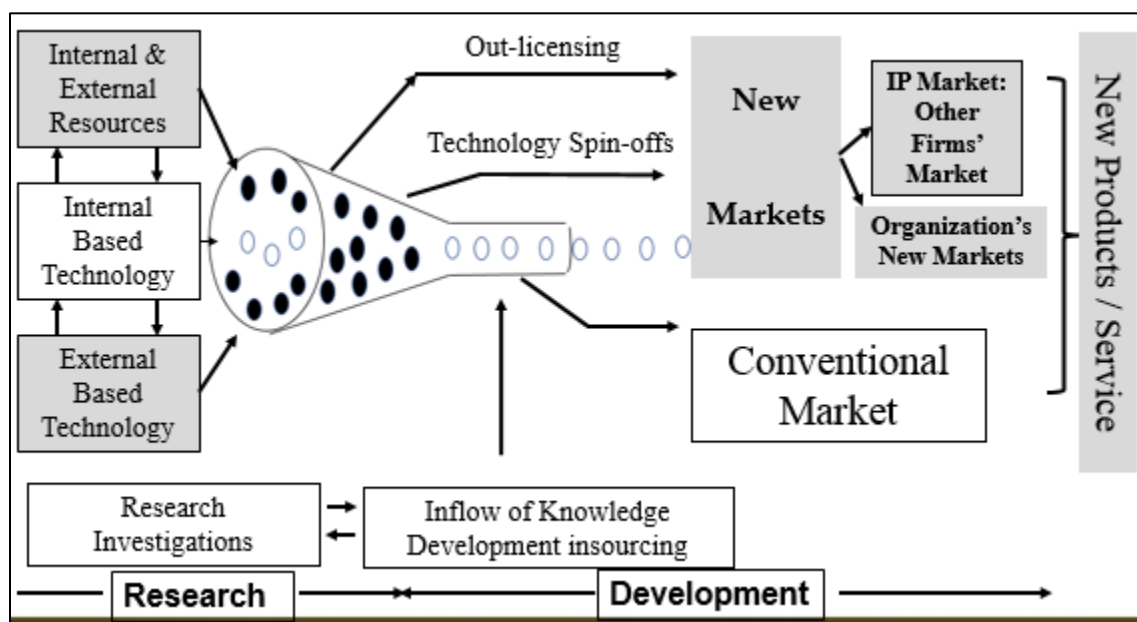 Internal &
External
Resources
Internal
Based
Technology
External
Based
Technology
Out-licensing
Technology Spin-offs
New
Markets
IP Market:
Other
Firms'
Market
Organization's
New Markets
Conventional
Market
New Products / Service
Research
Investigations
Inflow of Knowledge
Development insourcing
Research
Development